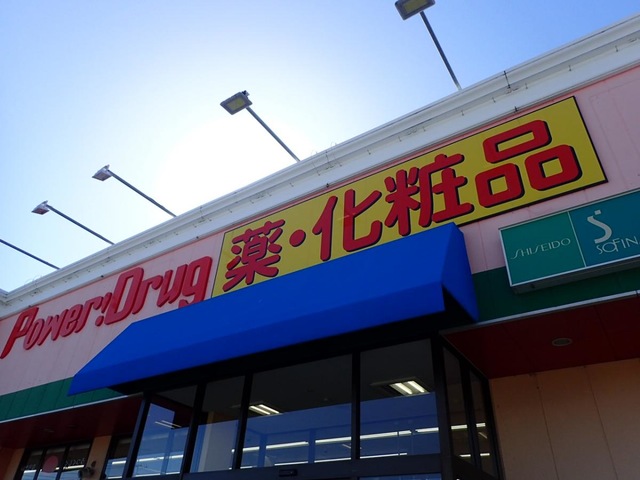 Power:Drug
薬・化粧品
SHISEIDO
SOFINA